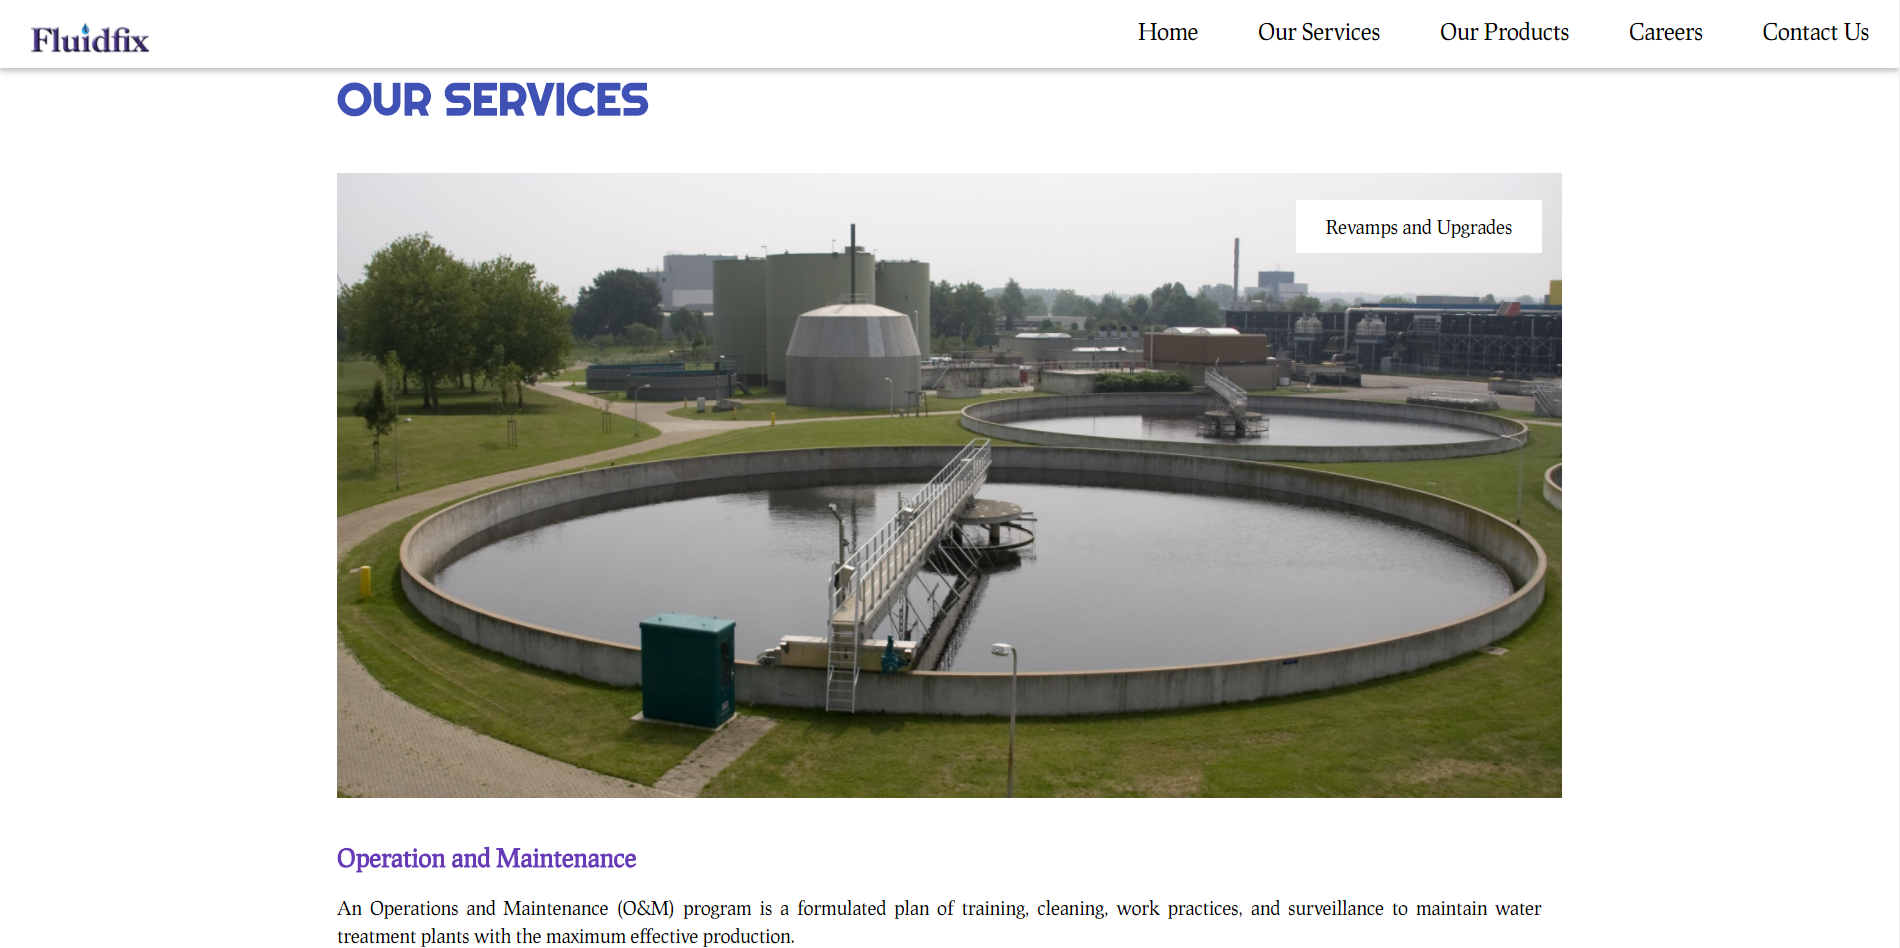 Fluidfix
Home Our Services Our Products Careers Contact Us
OUR SERVICES
Revamps and Upgrades
Operation and Maintenance
An Operations and Maintenance (O&M) program is a formulated plan of training, cleaning, work practices, and surveillance to maintain water
treatment plants with the maximum effective production.